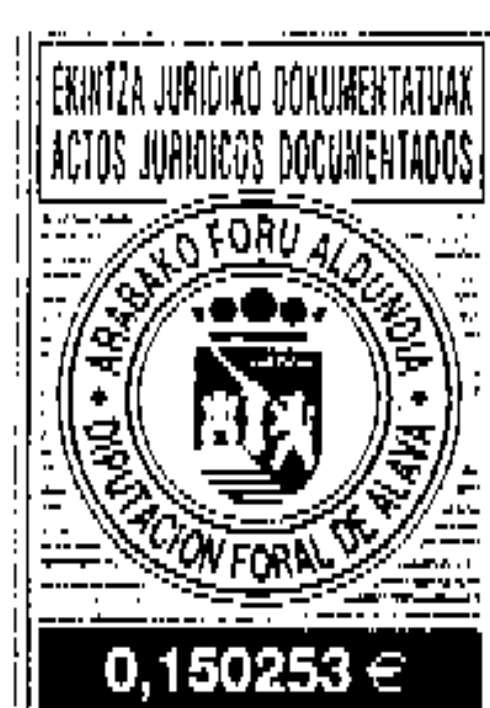 EKINTZA JURIDIKO DOKUMENTATUAK
ACTOS JURIDICOS DOCUMENTADOS
ARABAKO FORU ALDUNDIA
DIPUTACION FORAL DE ALAVA
0,150253 €